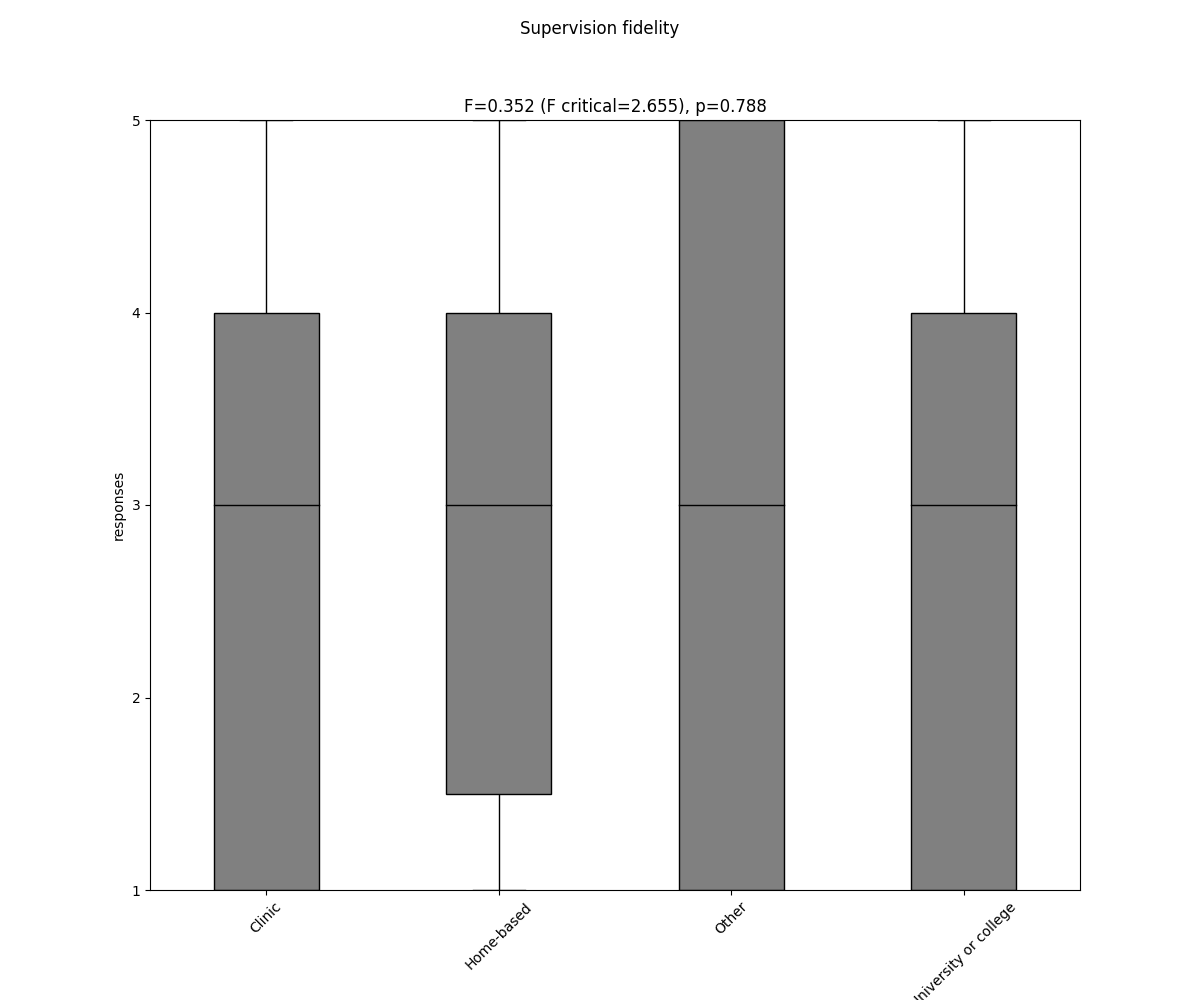 Supervision fidelity
F=0.352 (F critical=2.655), p=0.788
5
4
3
2
1
responses
Clinic
Home-based
Other
or college